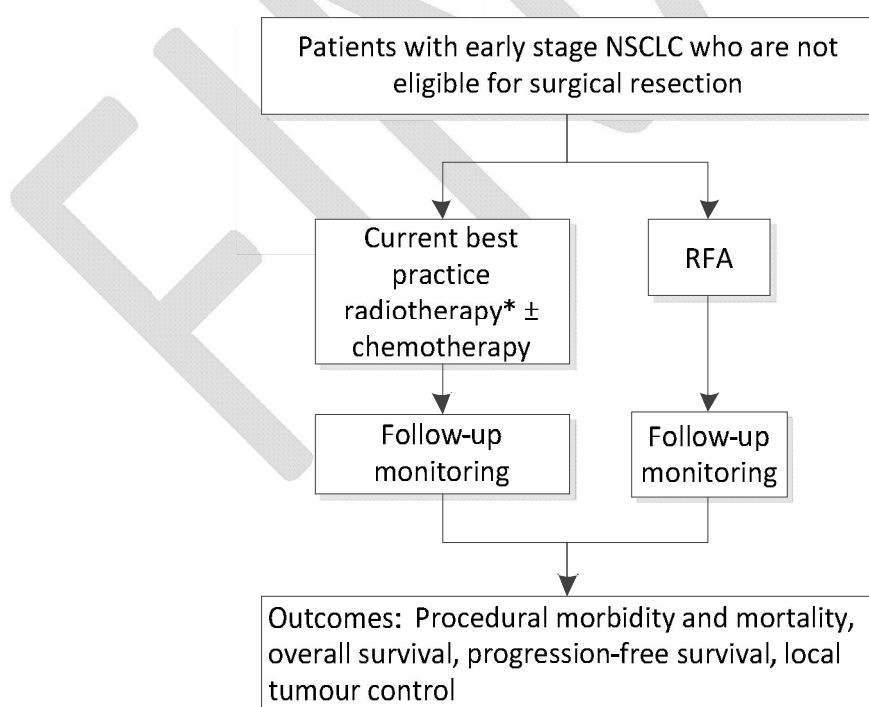 Patients with early stage NSCLC who are not
eligible for surgical resection
Current best
practice
radiotherapy* ±
chemotherapy
RFA
Follow-up
monitoring
Follow-up
monitoring
Outcomes: Procedural morbidity and mortality,
overall survival, progression-free survival, local
tumour control